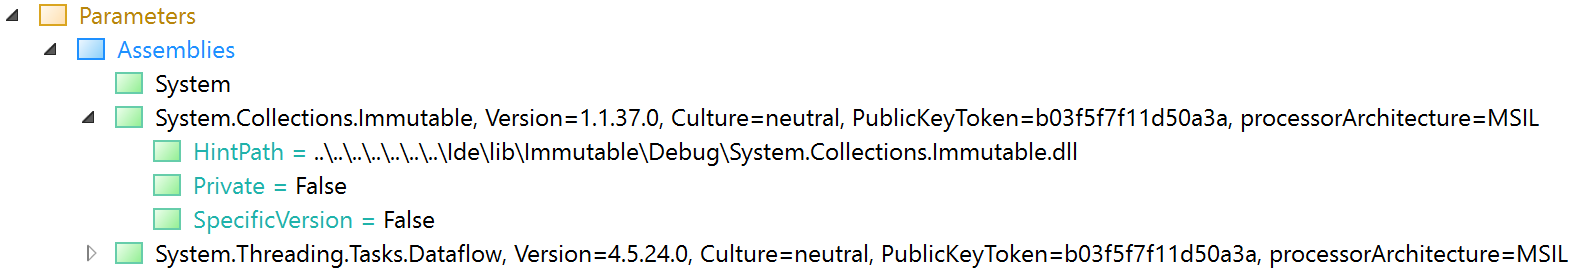 Parameters
Assemblies
System
System.Collections.Immutable, Version=1.1.37.0, Culture=neutral, PublicKeyToken=b03f5f7f11d50a3a, processorArchitecture=MSIL
HintPath = ..\..\..\..\..\..\..\Ide\lib\Immutable\Debug\System.Collections.Immutable.dll
Private = False
SpecificVersion = False
System.Threading.Tasks.Dataflow, Version=4.5.24.0, Culture=neutral, PublicKeyToken=b03f5f7f11d50a3a, processorArchitecture=MSIL